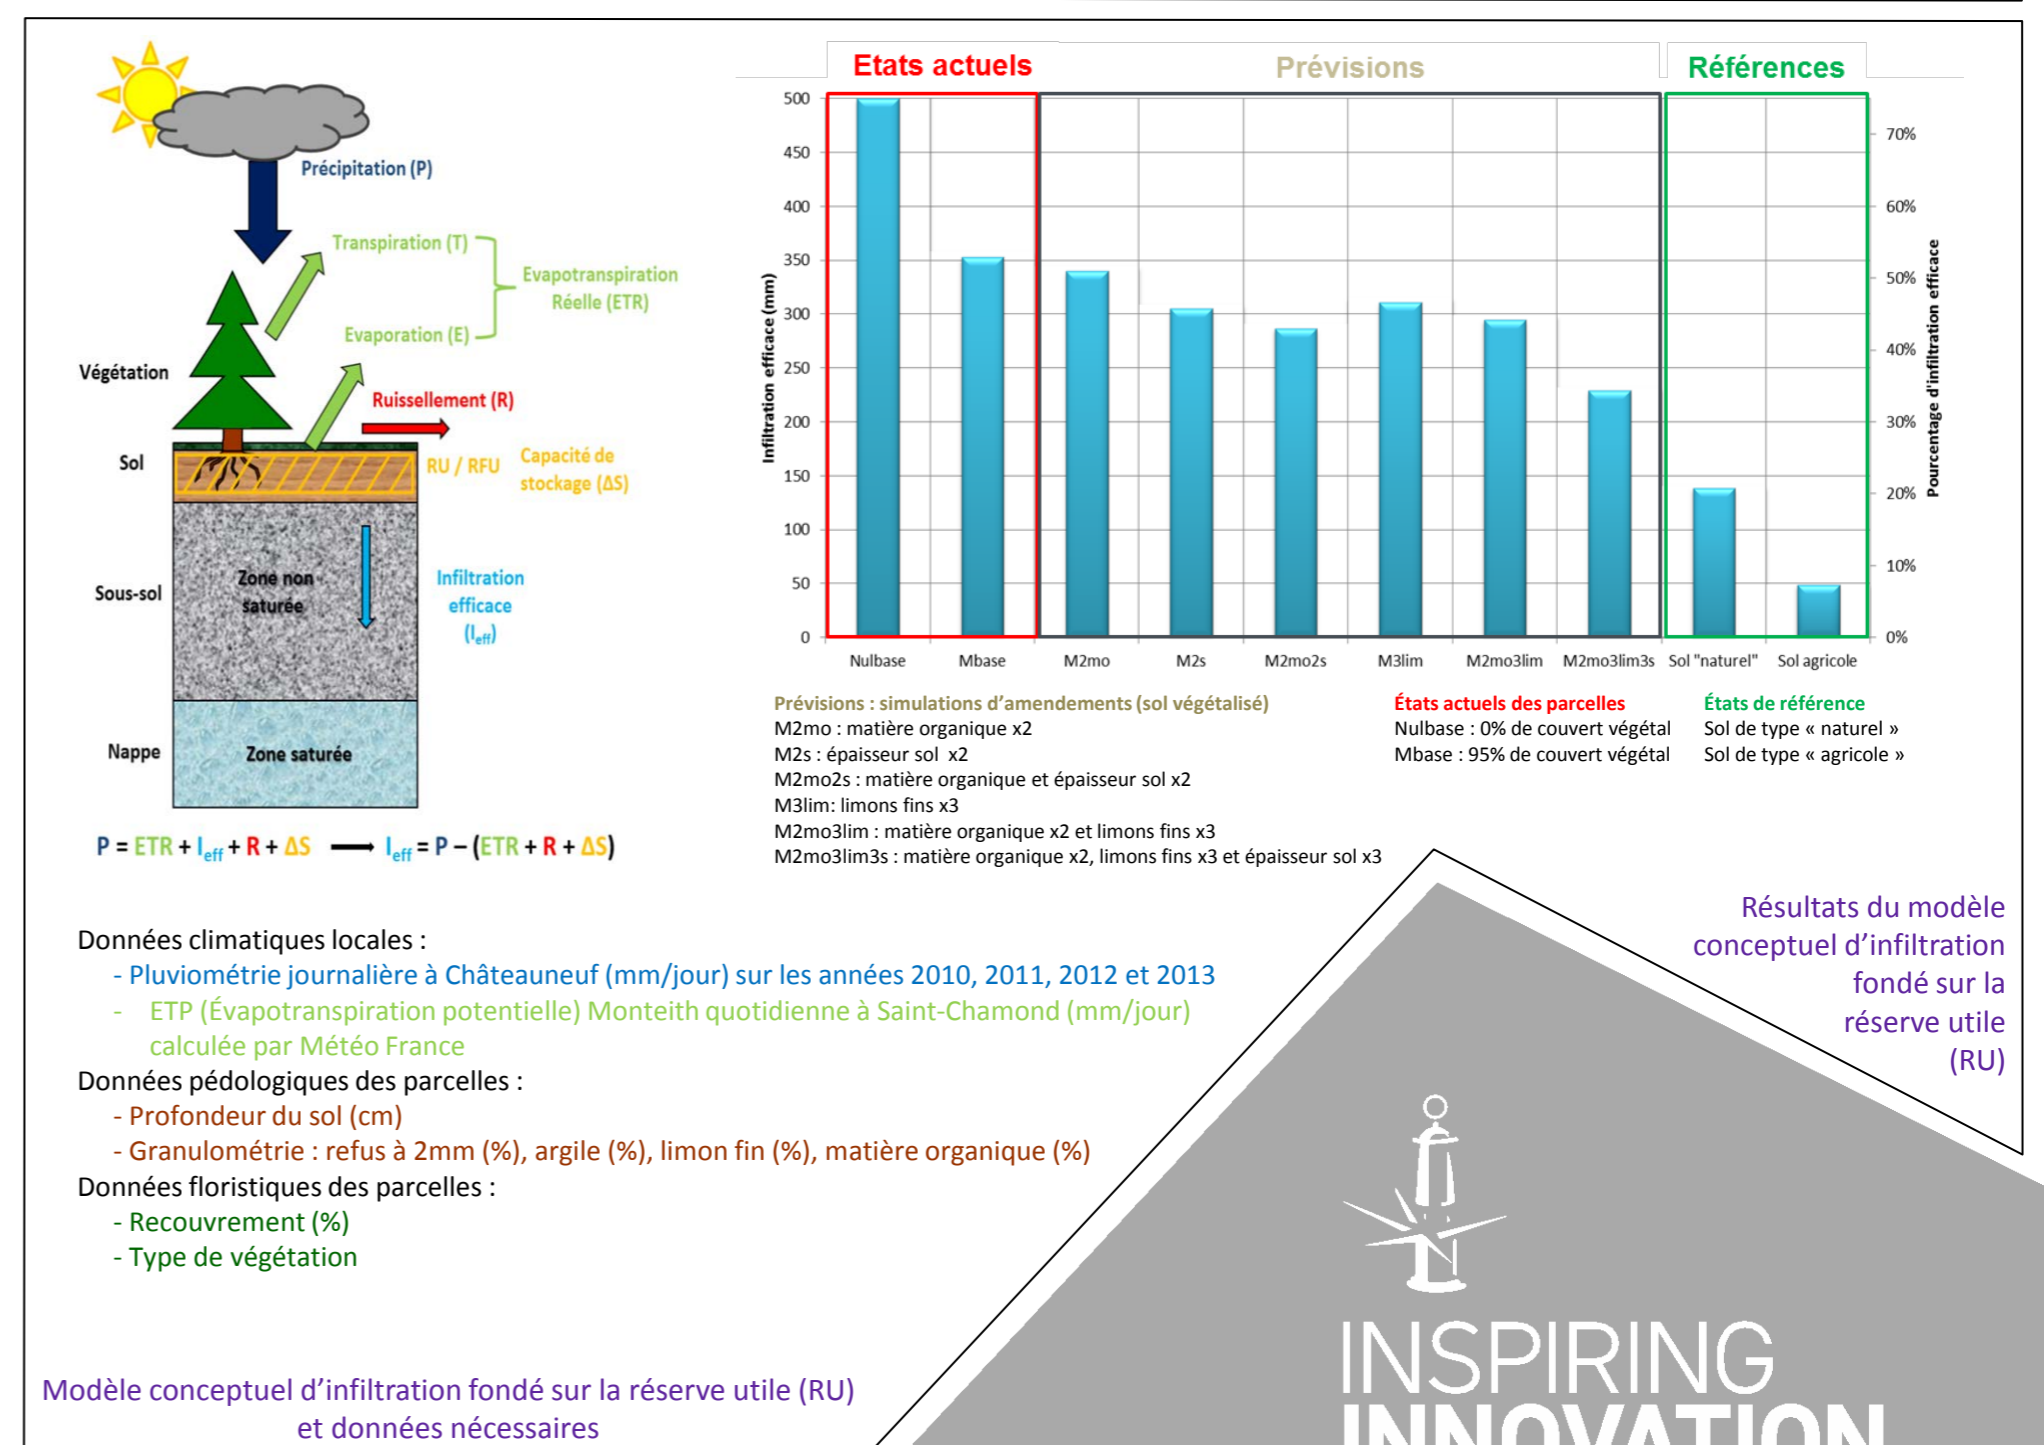 Précipitation (P)
Transpiration (T)
Evapotranspiration
Réelle (ETR)
Evaporation (E)
Végétation
Ruissellement (R)
Sol
RU / RFU
Capacité de
stockage (ΔS)
Sous-sol
Zone non
saturée
Infiltration
efficace
(Ieff)
Nappe
Zone saturée
P = ETR + Ieff + R + ΔS → Ieff = P – (ETR + R + ΔS)
Etats actuels
Prévisions
Références
Infiltration efficace (mm)
500
450
400
350
300
250
200
150
100
50
0
70%
60%
50%
40%
30%
20%
10%
0%
Pourcentage d'infiltration efficace
Nulbase Mbase M2mo M2s M2mo2s M3lim M2mo3lim M2mo3lim3s Sol "naturel" Sol agricole
Prévisions : simulations d’amendements (sol végétalisé)
M2mo : matière organique x2
M2s : épaisseur sol x2
M2mo2s : matière organique et épaisseur sol x2
M3lim: limons fins x3
M2mo3lim : matière organique x2 et limons fins x3
M2mo3lim3s : matière organique x2, limons fins x3 et épaisseur sol x3
États actuels des parcelles
Nulbase : 0% de couvert végétal
Mbase : 95% de couvert végétal
États de référence
Sol de type « naturel »
Sol de type « agricole »
Résultats du modèle
conceptuel d’infiltration
fondé sur la
réserve utile
(RU)
Données climatiques locales :
- Pluviométrie journalière à Châteauneuf (mm/jour) sur les années 2010, 2011, 2012 et 2013
- ETP (Évapotranspiration potentielle) Monteith quotidienne à Saint-Chamond (mm/jour)
calculée par Météo France
Données pédologiques des parcelles :
- Profondeur du sol (cm)
- Granulométrie : refus à 2mm (%), argile (%), limon fin (%), matière organique (%)
Données floristiques des parcelles :
- Recouvrement (%)
- Type de végétation
Modèle conceptuel d’infiltration fondé sur la réserve utile (RU)
et données nécessaires
INSPIRING
INNOVATION